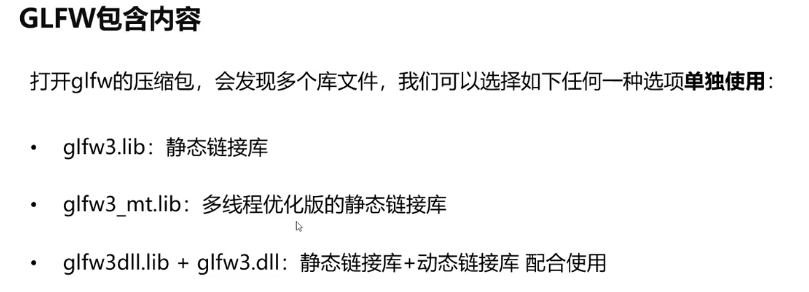 GLFW包含内容
打开glfw的压缩包，会发现多个库文件，我们可以选择如下任何一种选项单独使用：
• glfw3.lib：静态链接库
• glfw3_mt.lib：多线程优化版的静态链接库
• glfw3dll.lib + glfw3.dll：静态链接库+动态链接库 配合使用